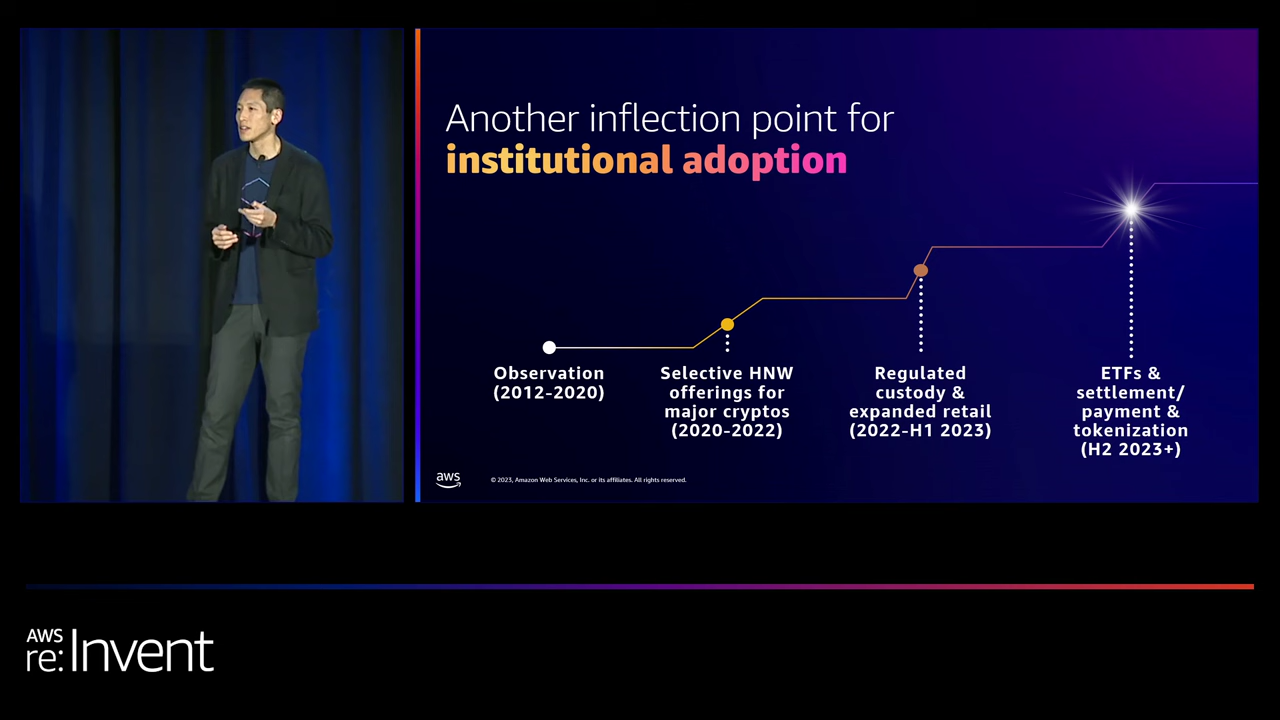 Another inflection point for
institutional adoption
Observation
(2012-2020)
Selective HNW
offerings for
major cryptos
(2020-2022)
Regulated
custody &
expanded retail
(2022-H1 2023)
ETFs &
settlement/
payment &
tokenization
(H2 2023+)
aws
© 2023, Amazon Web Services, Inc. or its affiliates. All rights reserved.
AWS
re:Invent